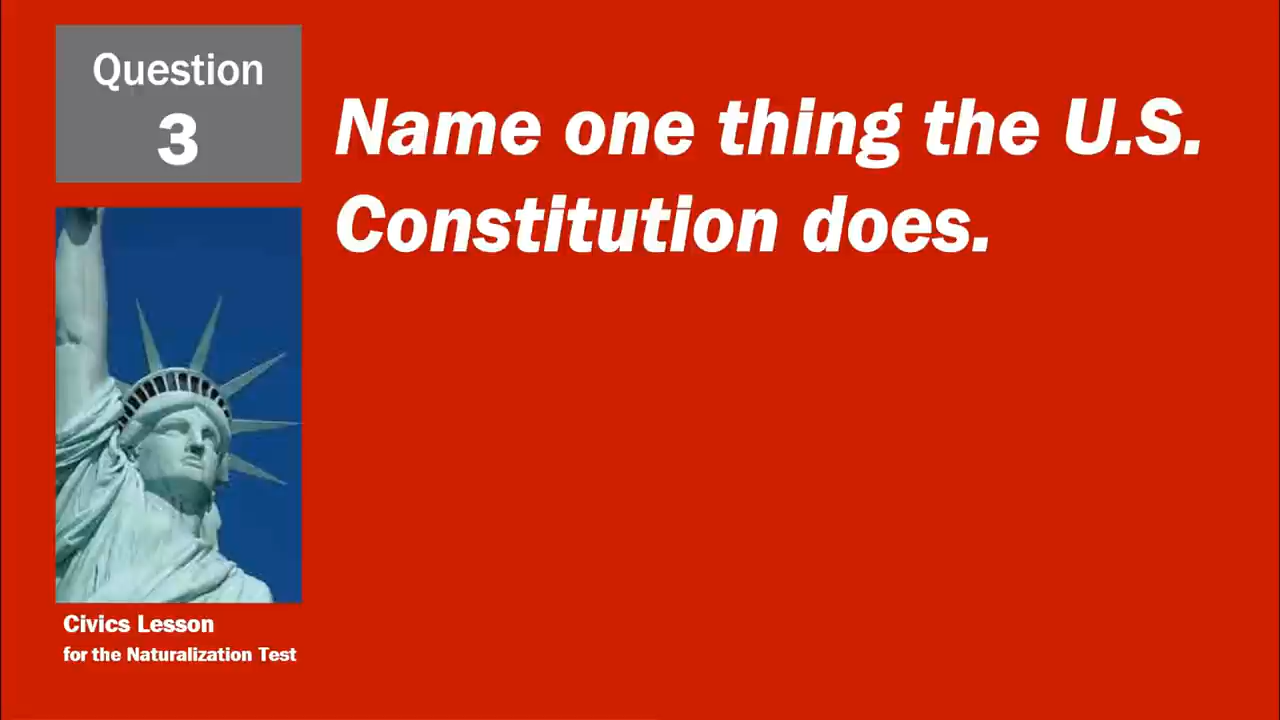 Question
3
Name one thing the U.S.
Constitution does.
Civics Lesson
for the Naturalization Test